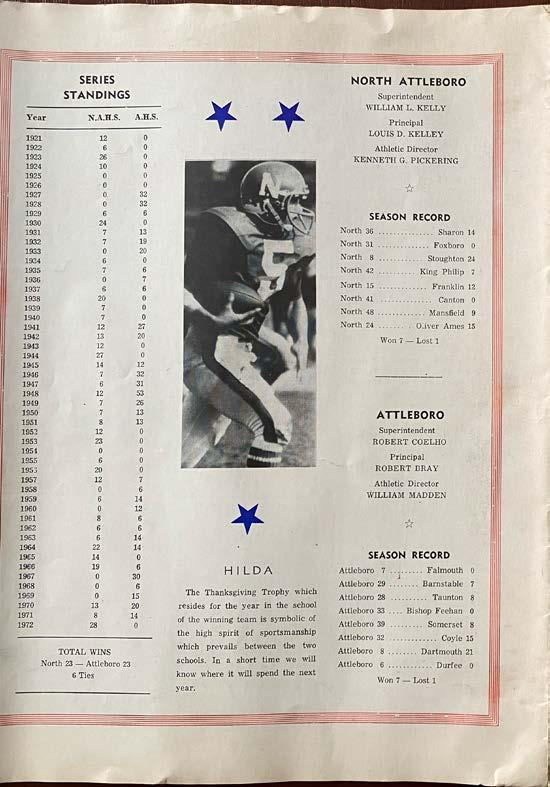 SERIES
STANDINGS
Year N.A.H.S. A.H.S.
1921 12 0
1922 6 0
1923 26 0
1924 10 0
1925 0 0
1926 0 0
1927 0 32
1928 0 32
1929 6 6
1930 24 0
1931 7 13
1932 7 19
1933 0 20
1934 6 0
1935 7 6
1936 0 7
1937 6 6
1938 20 0
1939 7 0
1940 7 0
1941 12 27
1942 13 20
1943 12 0
1944 27 0
1945 14 12
1946 7 32
1947 6 31
1948 12 53
1949 7 26
1950 7 13
1951 8 13
1952 12 0
1953 23 0
1954 0 0
1955 6 0
1955 20 0
1957 12 7
1958 0 6
1959 6 14
1960 0 12
1961 8 6
1962 6 6
1963 6 14
1964 22 14
1965 14 0
1966 19 6
1967 0 30
1968 0 6
1969 0 15
1970 13 20
1971 8 14
1972 28 0
TOTAL WINS
North 23 — Attleboro 23
6 Ties
N
5
HILDA
The Thanksgiving Trophy which
resides for the year in the school
of the winning team is symbolic of
the high spirit of sportsmanship
which prevails between the two
schools. In a short time we will
know where it will spend the next
year.
NORTH ATTLEBORO
Superintendent
WILLIAM L. KELLY
Principal
LOUIS D. KELLEY
Athletic Director
KENNETH G. PICKERING
SEASON RECORD
North 36 .............. Sharon 14
North 31 ............. Foxboro 0
North 8 ........... Stoughton 24
North 42 .......... King Philip 7
North 15 ........... Franklin 12
North 41 ............. Canton 0
North 48 ........... Mansfield 9
North 24 ........ Oliver Ames 15
Won 7 — Lost 1
ATTLEBORO
Superintendent
ROBERT COELHO
Principal
ROBERT BRAY
Athletic Director
WILLIAM MADDEN
SEASON RECORD
Attleboro 7 ......... Falmouth 0
Attleboro 29 ....... Barnstable 7
Attleboro 28 .......... Taunton 8
Attleboro 33 .... Bishop Feehan 0
Attleboro 39 ......... Somerset 8
Attleboro 32 ............ Coyle 15
Attleboro 8 ........ Dartmouth 21
Attleboro 6 ............ Durfee 0
Won 7 — Lost 1